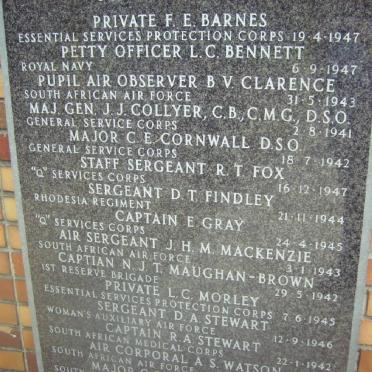 PRIVATE F. E. BARNES
ESSENTIAL SERVICES PROTECTION CORPS 19·4·1947
PETTY OFFICER L.C. BENNETT
ROYAL NAVY 6·9·1947
PUPIL AIR OBSERVER B. V. CLARENCE
SOUTH AFRICAN AIR FORCE 31·5·1943
MAJ. GEN. J. J. COLLYER, C.B., C.M.G., D.S.O.
GENERAL SERVICE CORPS 2·8·1941
MAJOR C. E. CORNWALL D.S.O.
GENERAL SERVICE CORPS 18·7·1942
STAFF SERGEANT R. T. FOX
"Q" SERVICES CORPS 16·12·1947
SERGEANT D. T. FINDLEY
RHODESIA REGIMENT 21·11·1944
CAPTAIN E. GRAY
"Q" SERVICES CORPS 24·4·1945
AIR SERGEANT J. H. M. MACKENZIE
SOUTH AFRICAN AIR FORCE 3·1·1943
CAPTIAN N. J. T. MAUGHAN-BROWN
1ST RESERVE BRIGADE 29·5·1942
PRIVATE L.C. MORLEY
ESSENTIAL SERVICES PROTECTION CORPS 7·6·1945
SERGEANT D. A. STEWART
WOMAN'S AUXILIARY AIR FORCE 12·9·1946
CAPTAIN R. A. STEWART
SOUTH AFRICAN MEDICAL CORPS 22·1·1942
AIR CORPORAL A. S. WATSON
SOUTH AFRICAN AIR FORCE
MAJOR
SOUTH